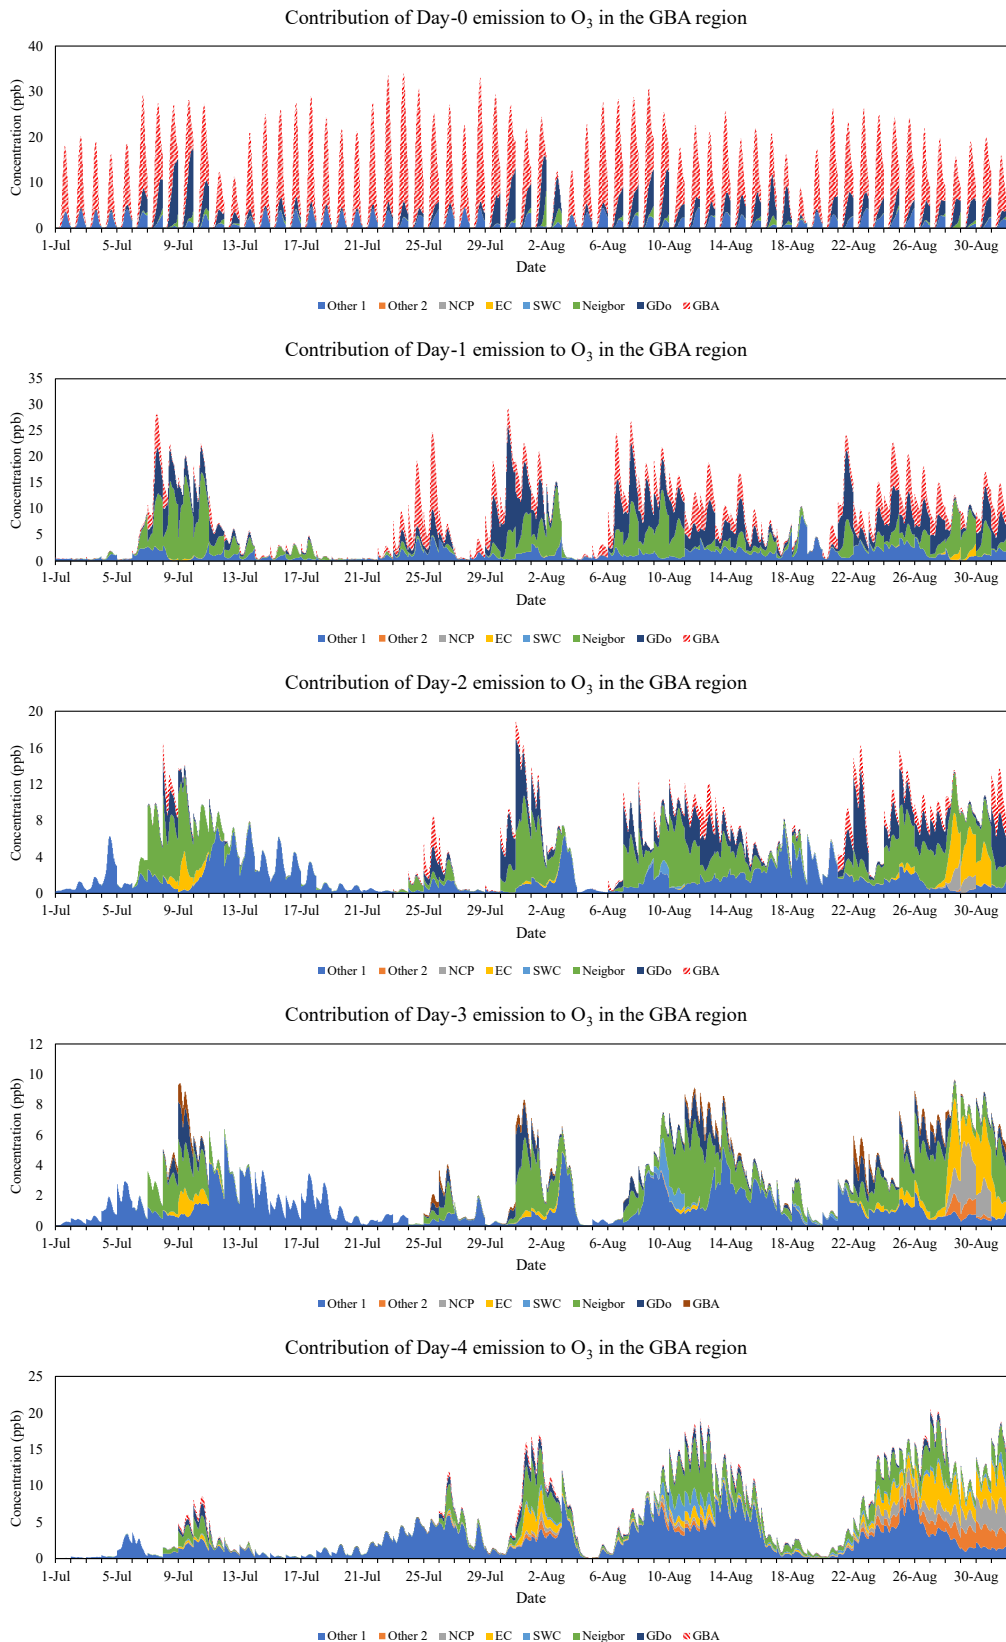 Contribution of Day-0 emission to O3 in the GBA region
Concentration (ppb)
40
30
20
10
0
1-Jul 5-Jul 9-Jul 13-Jul 17-Jul 21-Jul 25-Jul 29-Jul 2-Aug 6-Aug 10-Aug 14-Aug 18-Aug 22-Aug 26-Aug 30-Aug
Date
Other 1 Other 2 NCP EC SWC Neigbor GDo GBA
Contribution of Day-1 emission to O3 in the GBA region
Concentration (ppb)
35
30
25
20
15
10
5
0
1-Jul 5-Jul 9-Jul 13-Jul 17-Jul 21-Jul 25-Jul 29-Jul 2-Aug 6-Aug 10-Aug 14-Aug 18-Aug 22-Aug 26-Aug 30-Aug
Date
Other 1 Other 2 NCP EC SWC Neigbor GDo GBA
Contribution of Day-2 emission to O3 in the GBA region
Concentration (ppb)
20
16
12
8
4
0
1-Jul 5-Jul 9-Jul 13-Jul 17-Jul 21-Jul 25-Jul 29-Jul 2-Aug 6-Aug 10-Aug 14-Aug 18-Aug 22-Aug 26-Aug 30-Aug
Date
Other 1 Other 2 NCP EC SWC Neigbor GDo GBA
Contribution of Day-3 emission to O3 in the GBA region
Concentration (ppb)
12
10
8
6
4
2
0
1-Jul 5-Jul 9-Jul 13-Jul 17-Jul 21-Jul 25-Jul 29-Jul 2-Aug 6-Aug 10-Aug 14-Aug 18-Aug 22-Aug 26-Aug 30-Aug
Date
Other 1 Other 2 NCP EC SWC Neigbor GDo GBA
Contribution of Day-4 emission to O3 in the GBA region
Concentration (ppb)
25
20
15
10
5
0
1-Jul 5-Jul 9-Jul 13-Jul 17-Jul 21-Jul 25-Jul 29-Jul 2-Aug 6-Aug 10-Aug 14-Aug 18-Aug 22-Aug 26-Aug 30-Aug
Date
Other 1 Other 2 NCP EC SWC Neigbor GDo GBA